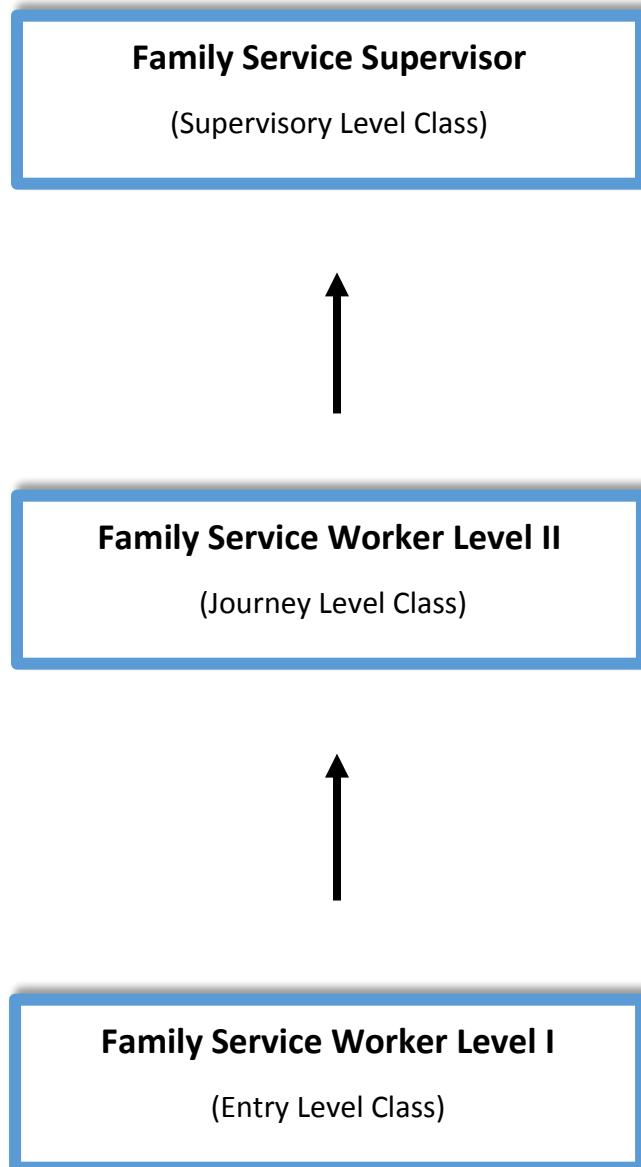 Family Service Supervisor
(Supervisory Level Class)
Family Service Worker Level II
(Journey Level Class)
Family Service Worker Level I
(Entry Level Class)